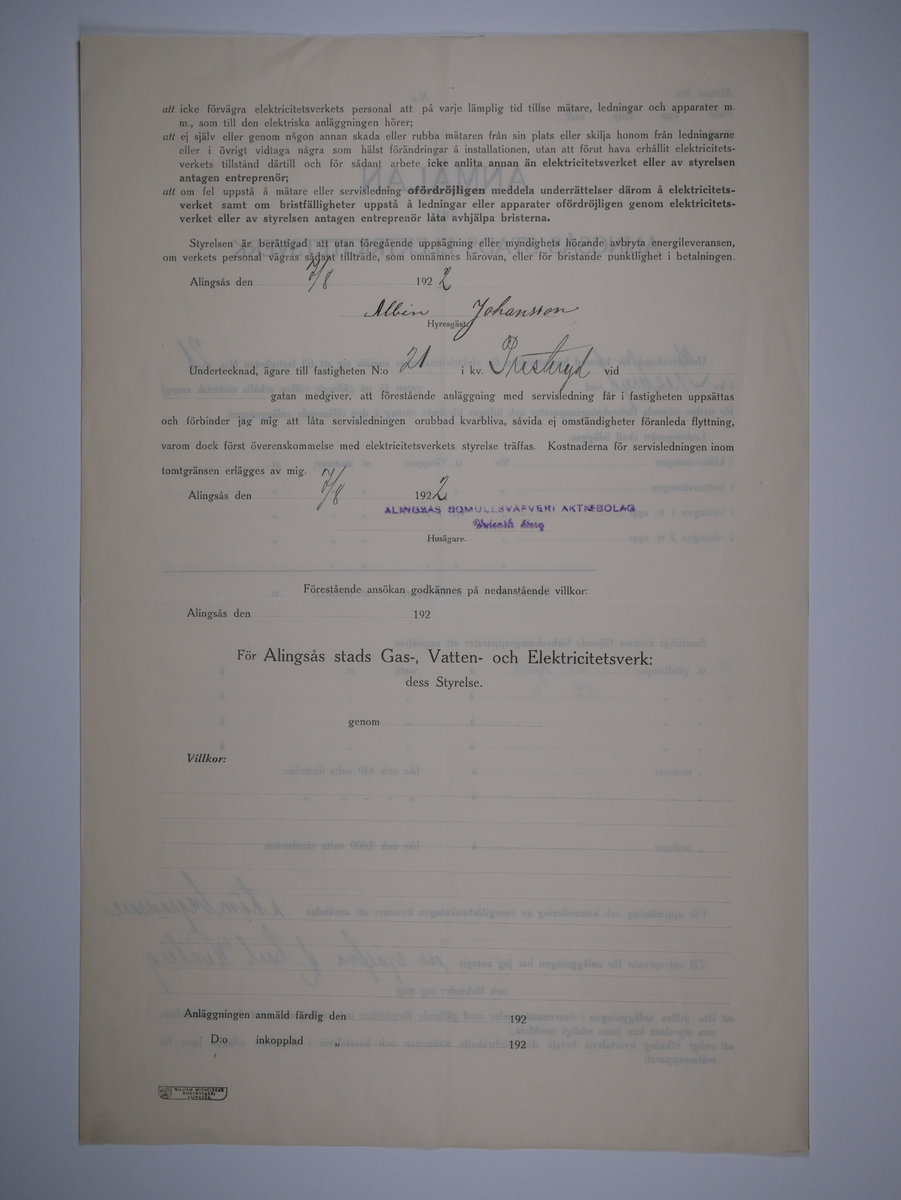 att icke förvägra elektricitetsverkets personal att på varje lämplig tid tillse mätare, ledningar och apparater m.
m., som till den elektriska anläggningen hörer;
att ej själv eller genom någon annan skada eller rubba mätaren från sin plats eller skilja honom från ledningarne
eller i övrigt vidtaga några som hälst förändringar å installationen, utan att förut hava erhållit elektricitets-
verkets tillstånd därtill och för sådant arbete icke anlita annan än elektricitetsverket eller av styrelsen
antagen entreprenör;
att om fel uppstå å mätare eller servisledning ofördröjligen meddela underrättelser därom å elektricitets-
verket samt om bristfälligheter uppstå å ledningar eller apparater ofördröjligen genom elektricitets-
verket eller av styrelsen antagen entreprenör låta avhjälpa bristerna.
Styrelsen är berättigad att utan föregående uppsägning eller myndighets hörande avbryta energileveransen,
om verkets personal vägras sådant tillträde, som omnämnes härovan, eller för bristande punktlighet i betalningen.
Alingsås den 7/8 1922
Albin Johansson
Hyresgäst
Undertecknad, ägare till fastigheten N:o 21 i kv. Prästryd vid
gatan medgiver, att förestående anläggning med servisledning får i fastigheten uppsättas
och förbinder jag mig att låta servisledningen orubbad kvarbliva, såvida ej omständigheter föranleda flyttning,
varom dock först överenskommelse med elektricitetsverkets styrelse träffas. Kostnaderna för servisledningen inom
tomtgränsen erlägges av mig.
Alingsås den 7/8 1922
ALINGSÅS BOMULLSVÄFVERI AKTIEBOLAG
Husägare.
Förestående ansökan godkännes på nedanstående villkor:
Alingsås den 192
För Alingsås stads Gas-, Vatten- och Elektricitetsverk:
dess Styrelse.
genom
Villkor:
Anläggningen anmäld färdig den 192
D:o inkopplad „ 192